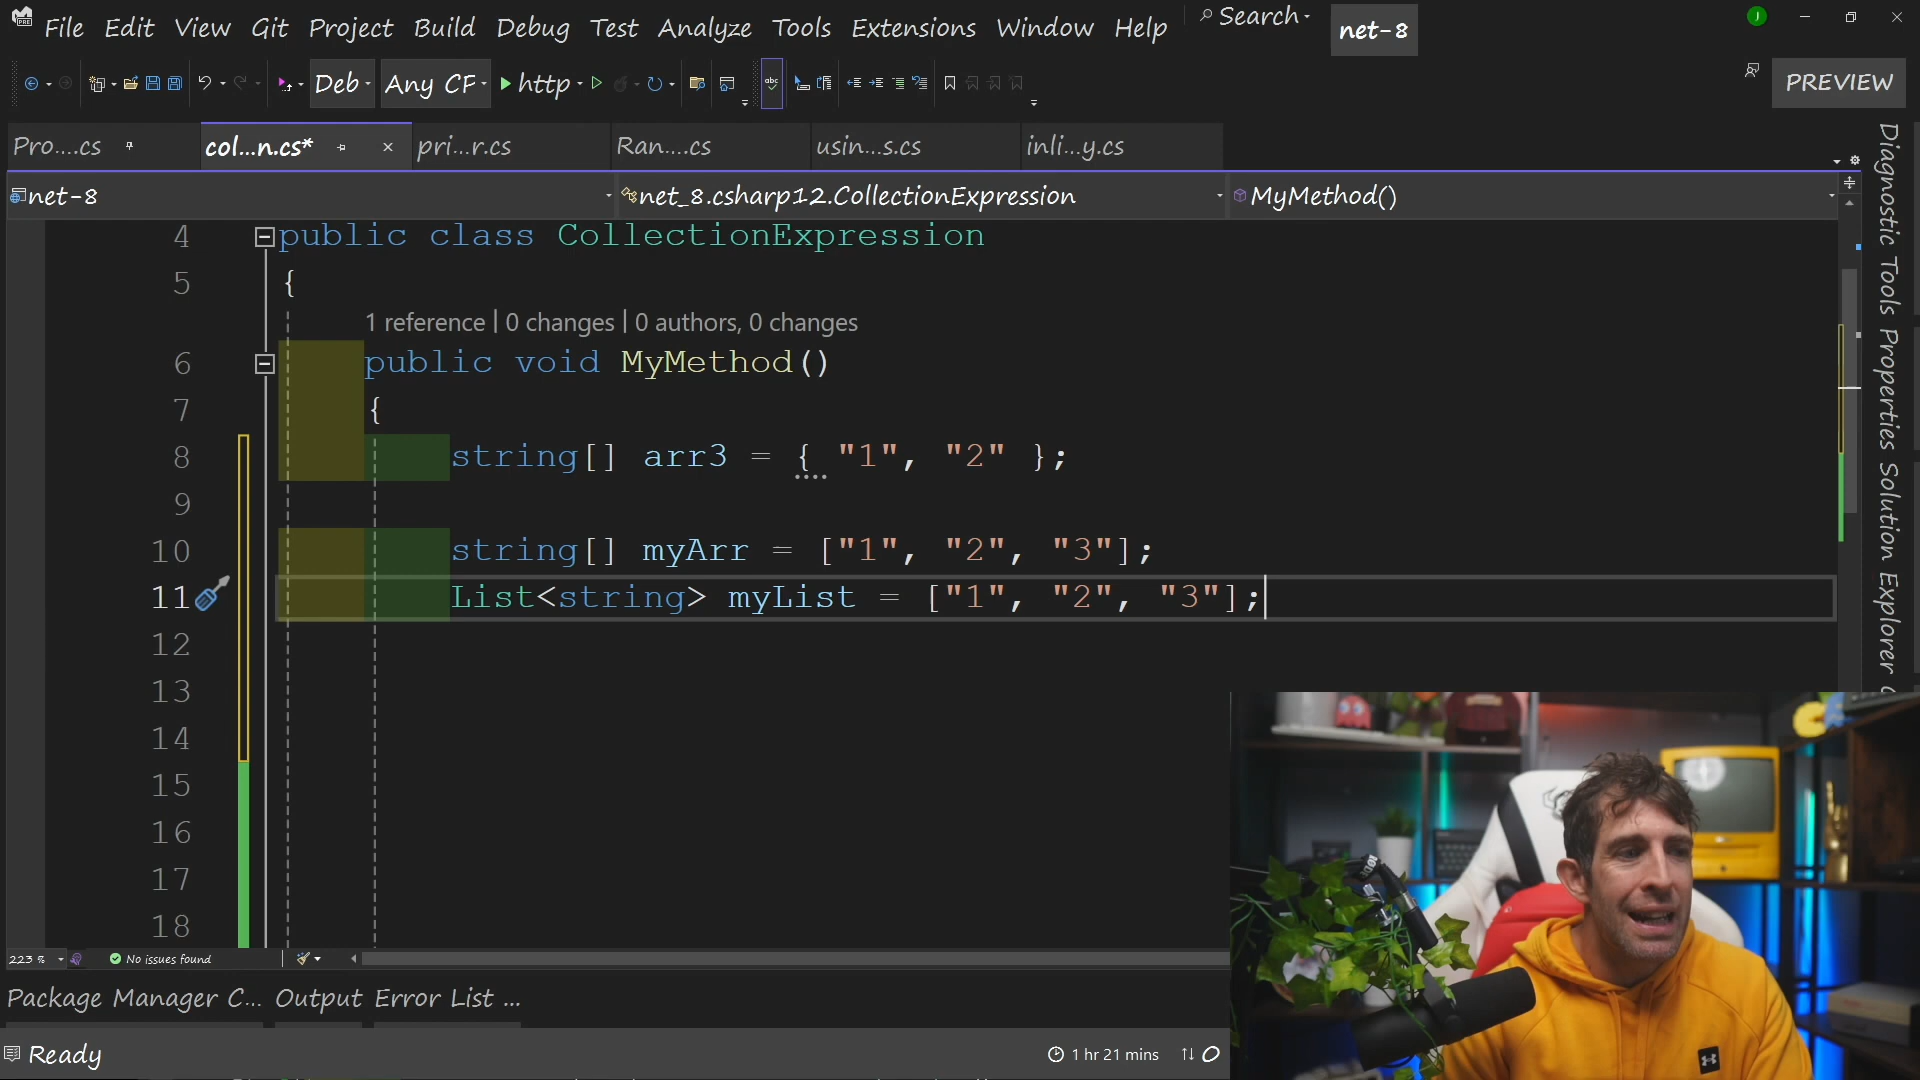 File Edit View Git Project Build Debug Test Analyze Tools Extensions Window Help Search net-8
Deb Any CF http PREVIEW
Pro....cs col...n.cs* pri...r.cs Ran....cs usin...s.cs inli...y.cs
net-8 net_8.csharp12.CollectionExpression MyMethod()
4 public class CollectionExpression
5 {
1 reference | 0 changes | 0 authors, 0 changes
6 public void MyMethod()
7 {
8 string[] arr3 = { "1", "2" };
9
10 string[] myArr = ["1", "2", "3"];
11 List<string> myList = ["1", "2", "3"];
12
13
14
15
16
17
18
223 % No issues found
Package Manager C... Output Error List ...
Ready 1 hr 21 mins
Diagnostic Tools Properties Solution Explorer